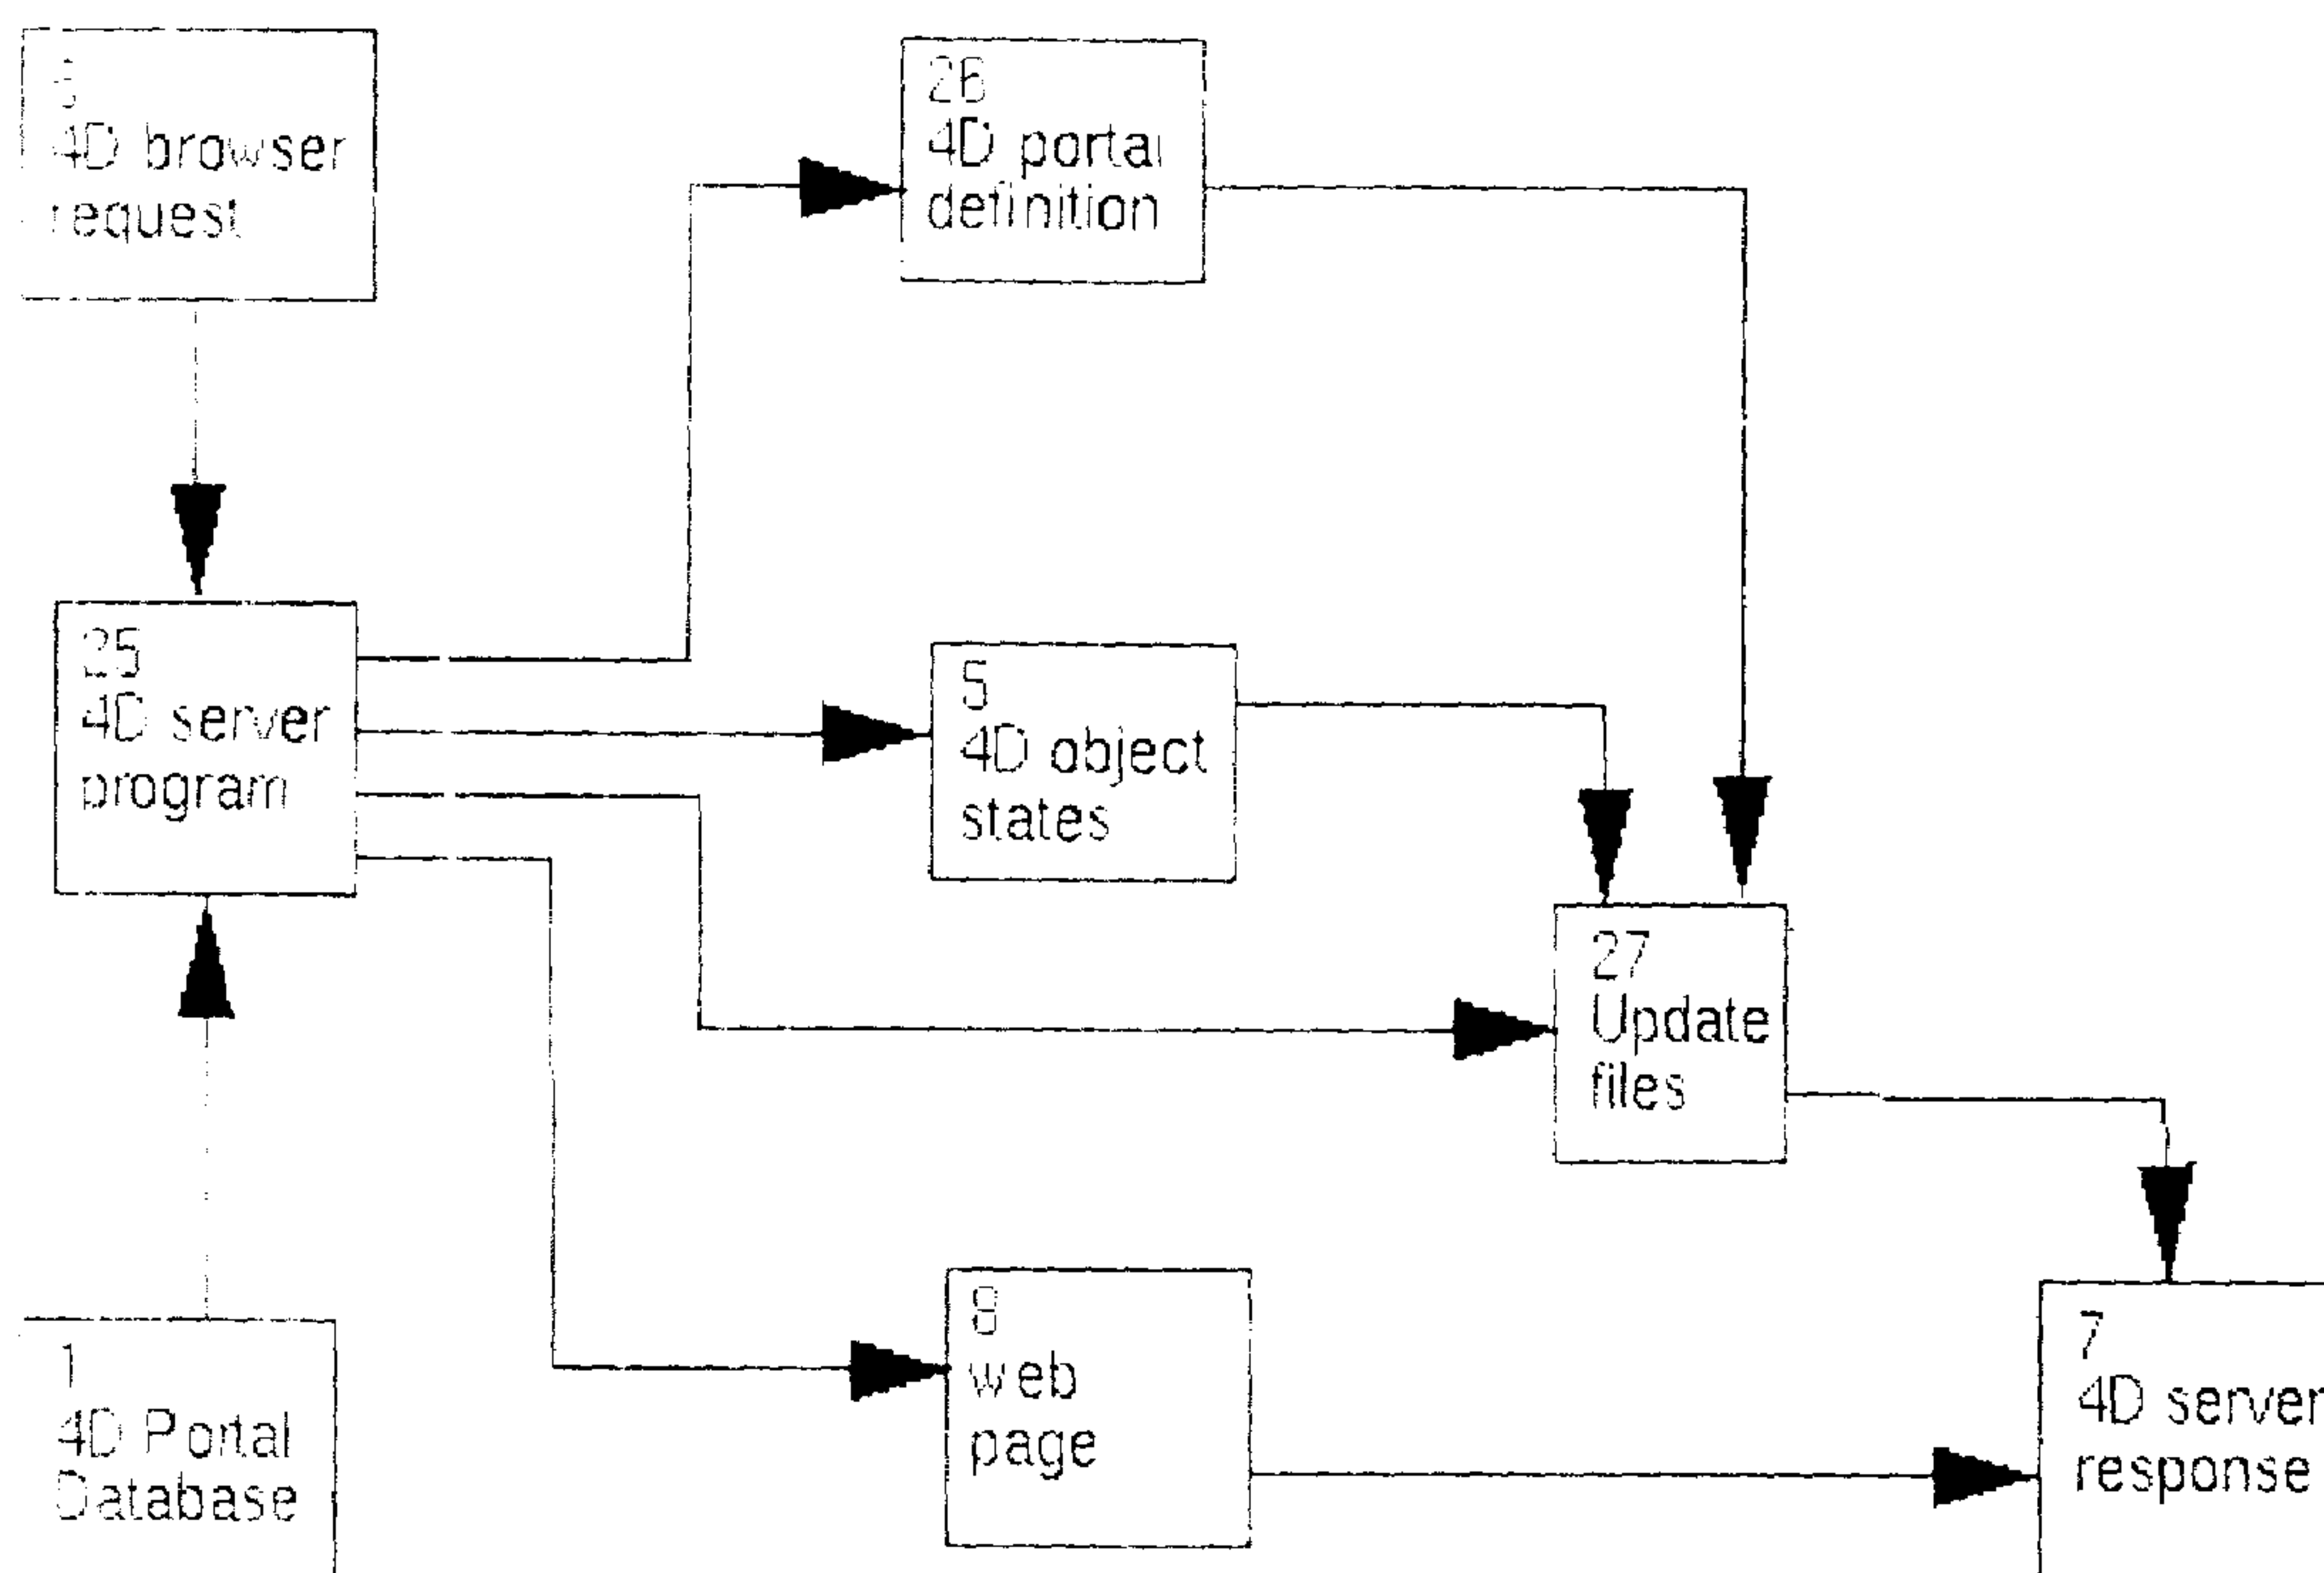 4D browser
request
26
4D portal
definition
25
4D server
program
5
4D object
states
27
Update
files
8
web
page
7
4D server
response
1
4D Portal
Database